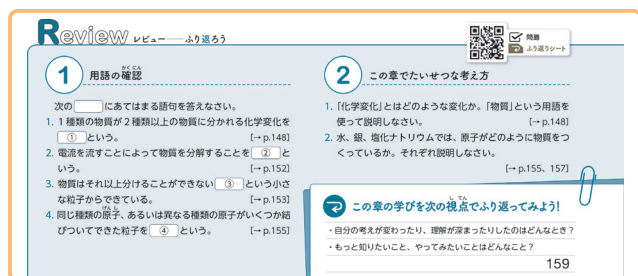 Review レビュー── ふり返ろう
問題
ふり返りシート
1 用語の確認
かくにん
次の　　にあてはまる語句を答えなさい。
1. 1種類の物質が2種類以上の物質に分かれる化学変化を
①という。 [→p.148]
2. 電流を流すことによって物質を分解することを②と
いう。 [→p.152]
3. 物質はそれ以上分けることができない③という小さ
な粒子からできている。 [→p.153]
げんし
4. 同じ種類の原子、あるいは異なる種類の原子がいくつか結
びついてできた粒子を④という。 [→p.155]
2 この章でたいせつな考え方
1. 「化学変化」とはどのような変化か。「物質」という用語を
使って説明しなさい。 [→p.148]
2. 水、銀、塩化ナトリウムでは、原子がどのように物質をつ
くっているか。それぞれ説明しなさい。
[→p.155、157]
してん
この章の学びを次の視点でふり返ってみよう!
・自分の考えが変わったり、理解が深まったりしたのはどんなとき?
・もっと知りたいこと、やってみたいことはどんなこと?
159